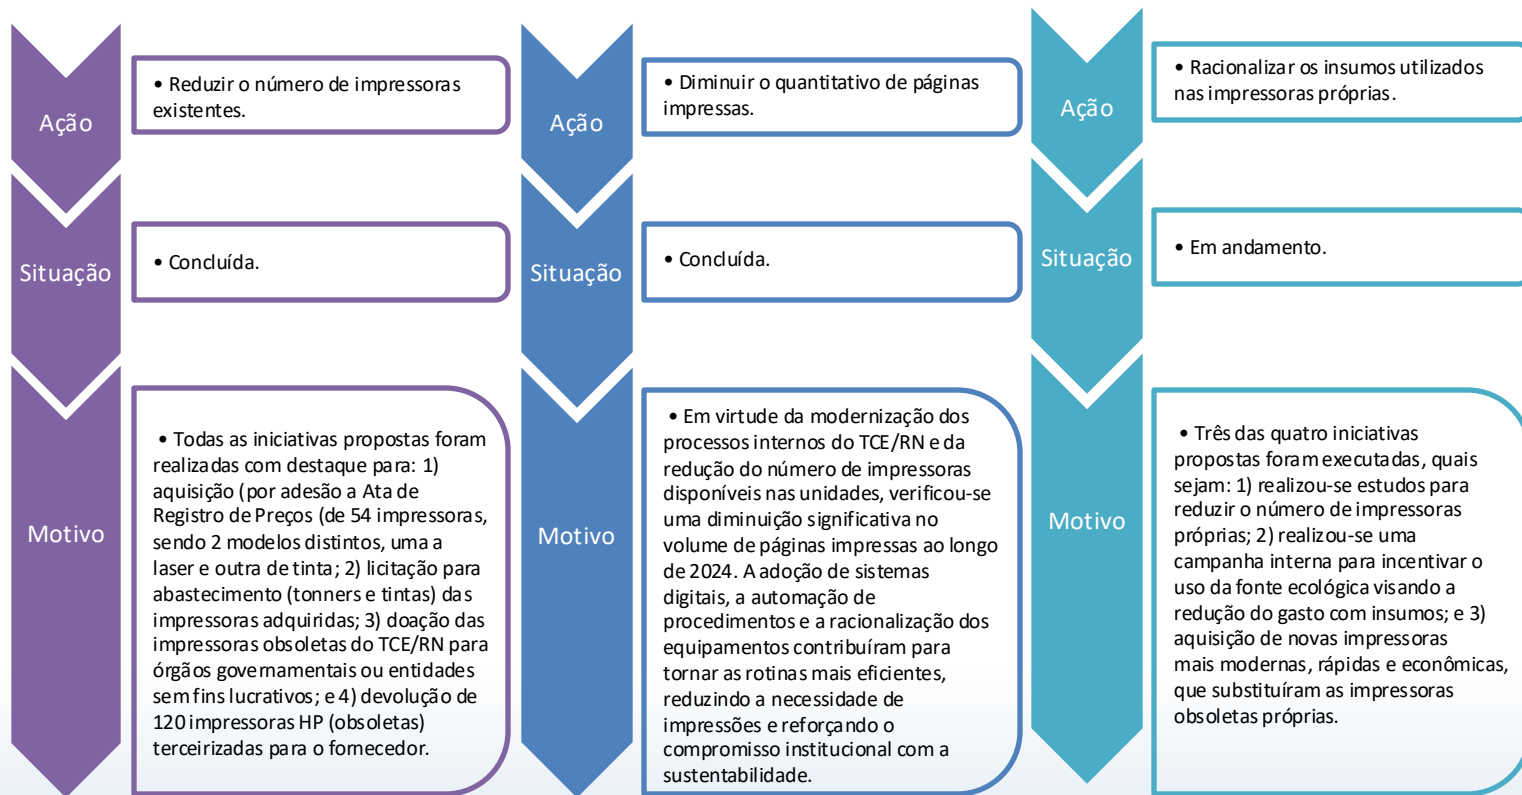 Ação
• Reduzir o número de impressoras
existentes.
Situação
• Concluída.
Motivo
• Todas as iniciativas propostas foram
realizadas com destaque para: 1)
aquisição (por adesão a Ata de
Registro de Preços (de 54 impressoras,
sendo 2 modelos distintos, uma a
laser e outra de tinta; 2) licitação para
abastecimento (tonners e tintas) das
impressoras adquiridas; 3) doação das
impressoras obsoletas do TCE/RN para
órgãos governamentais ou entidades
sem fins lucrativos; e 4) devolução de
120 impressoras HP (obsoletas)
terceirizadas para o fornecedor.
Ação
• Diminuir o quantitativo de páginas
impressas.
Situação
• Concluída.
Motivo
• Em virtude da modernização dos
processos internos do TCE/RN e da
redução do número de impressoras
disponíveis nas unidades, verificou-se
uma diminuição significativa no
volume de páginas impressas ao longo
de 2024. A adoção de sistemas
digitais, a automação de
procedimentos e a racionalização dos
equipamentos contribuíram para
tornar as rotinas mais eficientes,
reduzindo a necessidade de
impressões e reforçando o
compromisso institucional com a
sustentabilidade.
Ação
• Racionalizar os insumos utilizados
nas impressoras próprias.
Situação
• Em andamento.
Motivo
• Três das quatro iniciativas
propostas foram executadas, quais
sejam: 1) realizou-se estudos para
reduzir o número de impressoras
próprias; 2) realizou-se uma
campanha interna para incentivar o
uso da fonte ecológica visando a
redução do gasto com insumos; e 3)
aquisição de novas impressoras
mais modernas, rápidas e econômicas,
que substituíram as impressoras
obsoletas próprias.